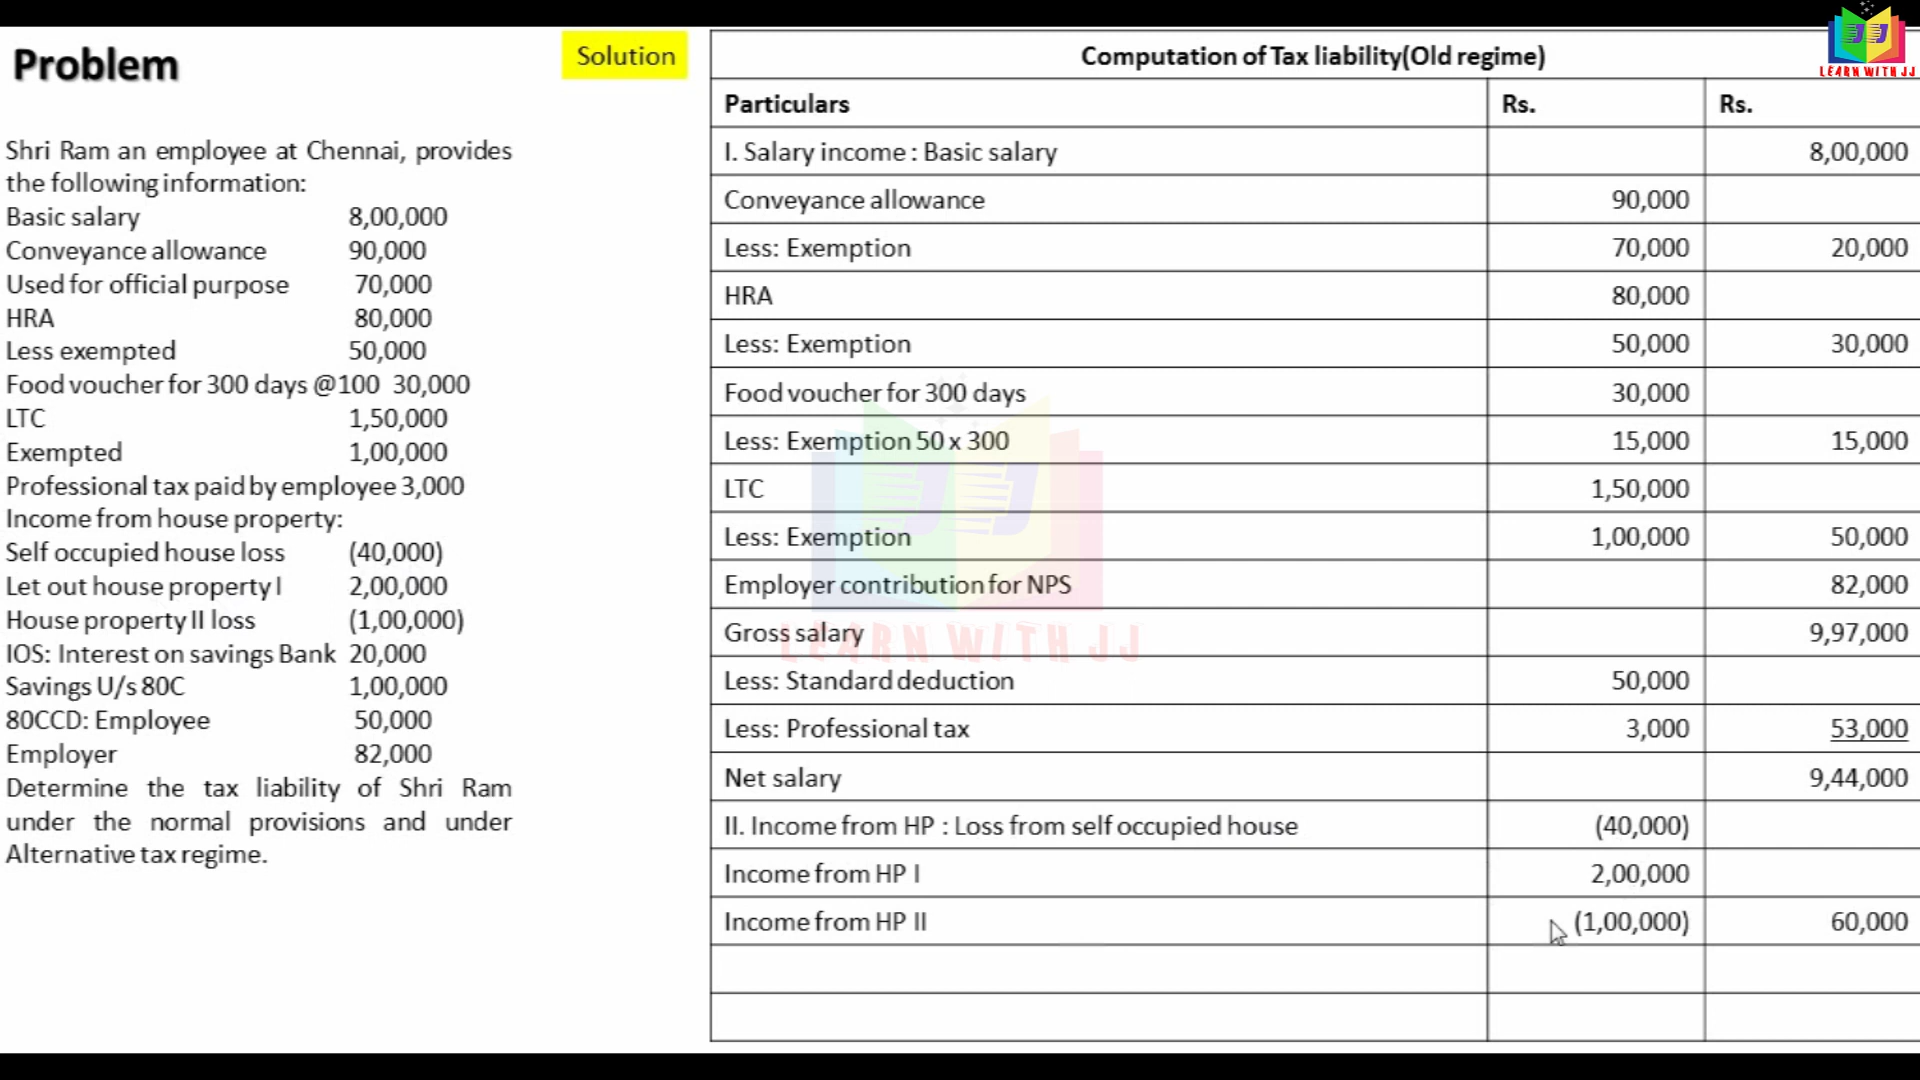 Problem
Shri Ram an employee at Chennai, provides
the following information:
Basic salary 8,00,000
Conveyance allowance 90,000
Used for official purpose 70,000
HRA 80,000
Less exempted 50,000
Food voucher for 300 days @100 30,000
LTC 1,50,000
Exempted 1,00,000
Professional tax paid by employee 3,000
Income from house property:
Self occupied house loss (40,000)
Let out house property I 2,00,000
House property II loss (1,00,000)
IOS: Interest on savings Bank 20,000
Savings U/s 80C 1,00,000
80CCD: Employee 50,000
Employer 82,000
Determine the tax liability of Shri Ram
under the normal provisions and under
Alternative tax regime.
Solution
Computation of Tax liability(Old regime)
Particulars Rs. Rs.
I. Salary income : Basic salary 8,00,000
Conveyance allowance 90,000
Less: Exemption 70,000 20,000
HRA 80,000
Less: Exemption 50,000 30,000
Food voucher for 300 days 30,000
Less: Exemption 50 x 300 15,000 15,000
LTC 1,50,000
Less: Exemption 1,00,000 50,000
Employer contribution for NPS 82,000
Gross salary 9,97,000
Less: Standard deduction 50,000
Less: Professional tax 3,000 53,000
Net salary 9,44,000
II. Income from HP : Loss from self occupied house (40,000)
Income from HP I 2,00,000
Income from HP II (1,00,000) 60,000
JJ
LEARN WITH JJ
JJ
LEARN WITH JJ